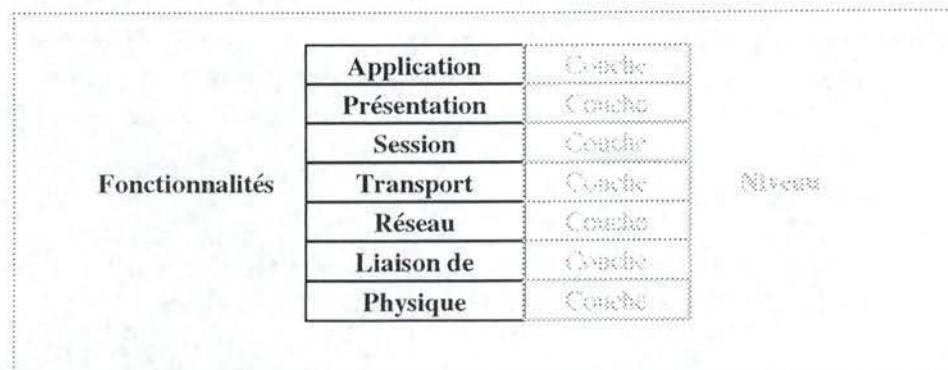 Application Couche
Présentation Couche
Session Couche
Fonctionnalités Transport Couche Niveau
Réseau Couche
Liaison de Couche
Physique Couche